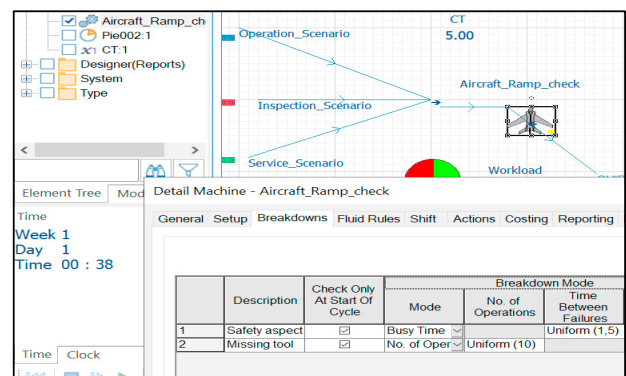 Aircraft_Ramp_ch
Pie002:1
x1 CT:1
Designer(Reports)
System
Type
Element Tree
Mod
Time
Week 1
Day 1
Time 00 : 38
Time
Clock
CT
5.00
Operation_Scenario
Aircraft_Ramp_check
Inspection_Scenario
Service_Scenario
Workload
Detail Machine - Aircraft_Ramp_check
General Setup Breakdowns Fluid Rules Shift Actions Costing Reporting
Breakdown Mode
Description
Check Only
At Start Of
Cycle
Mode
No. of
Operations
Time
Between
Failures
1 Safety aspect Busy Time Uniform (1,5)
2 Missing tool No. of Oper Uniform (10)